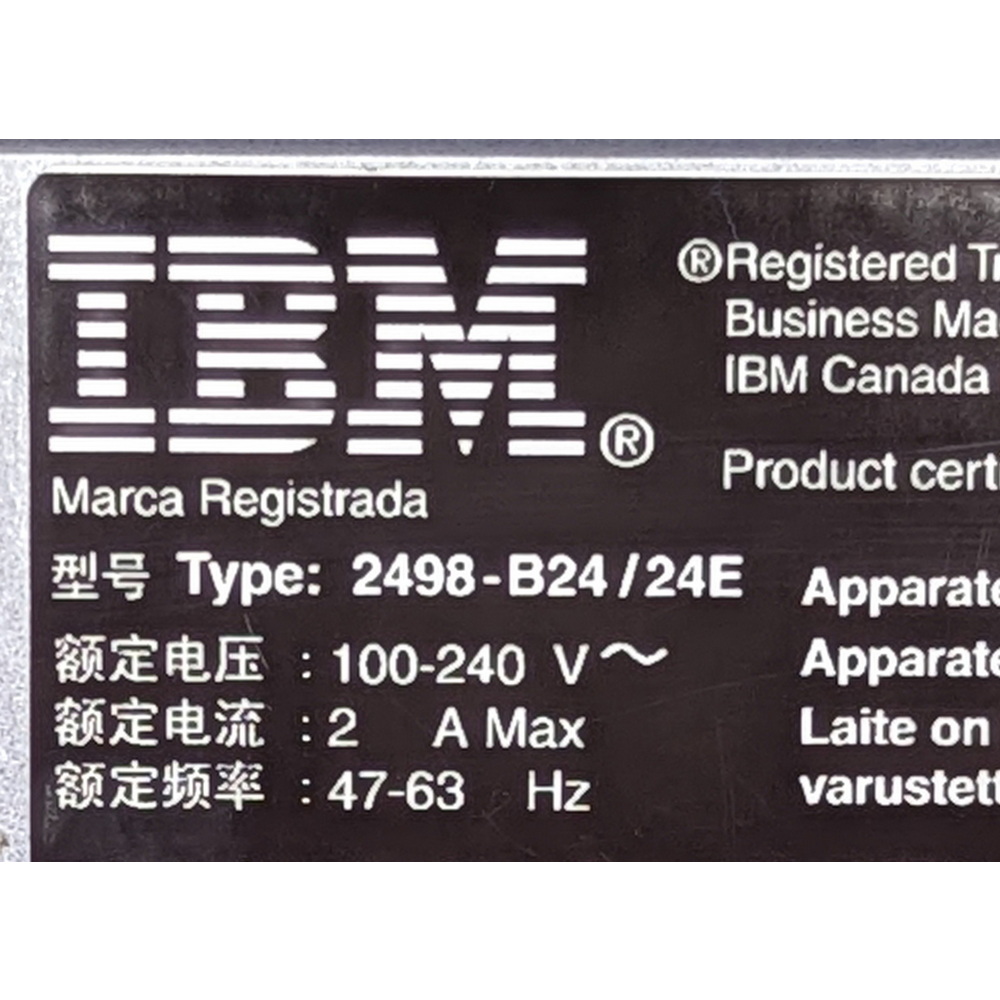 IBM®
Marca Registrada
型号 Type: 2498-B24/24E
额定电压 : 100-240 V~
额定电流 : 2 A Max
额定频率 : 47-63 Hz
®Registered
Business
IBM Canada
Product
Laite on